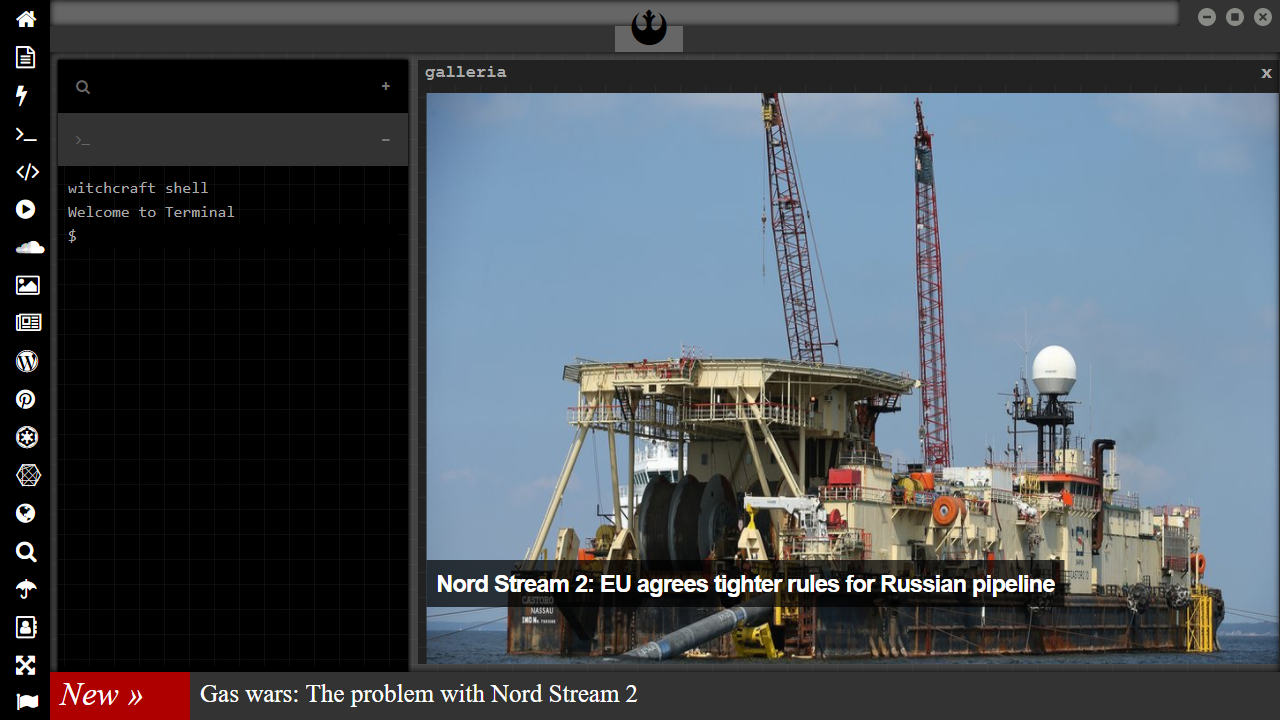 galleria x
>_
witchcraft shell
Welcome to Terminal
$
Nord Stream 2: EU agrees tighter rules for Russian pipeline
CASTORO
NASSAU
New » Gas wars: The problem with Nord Stream 2